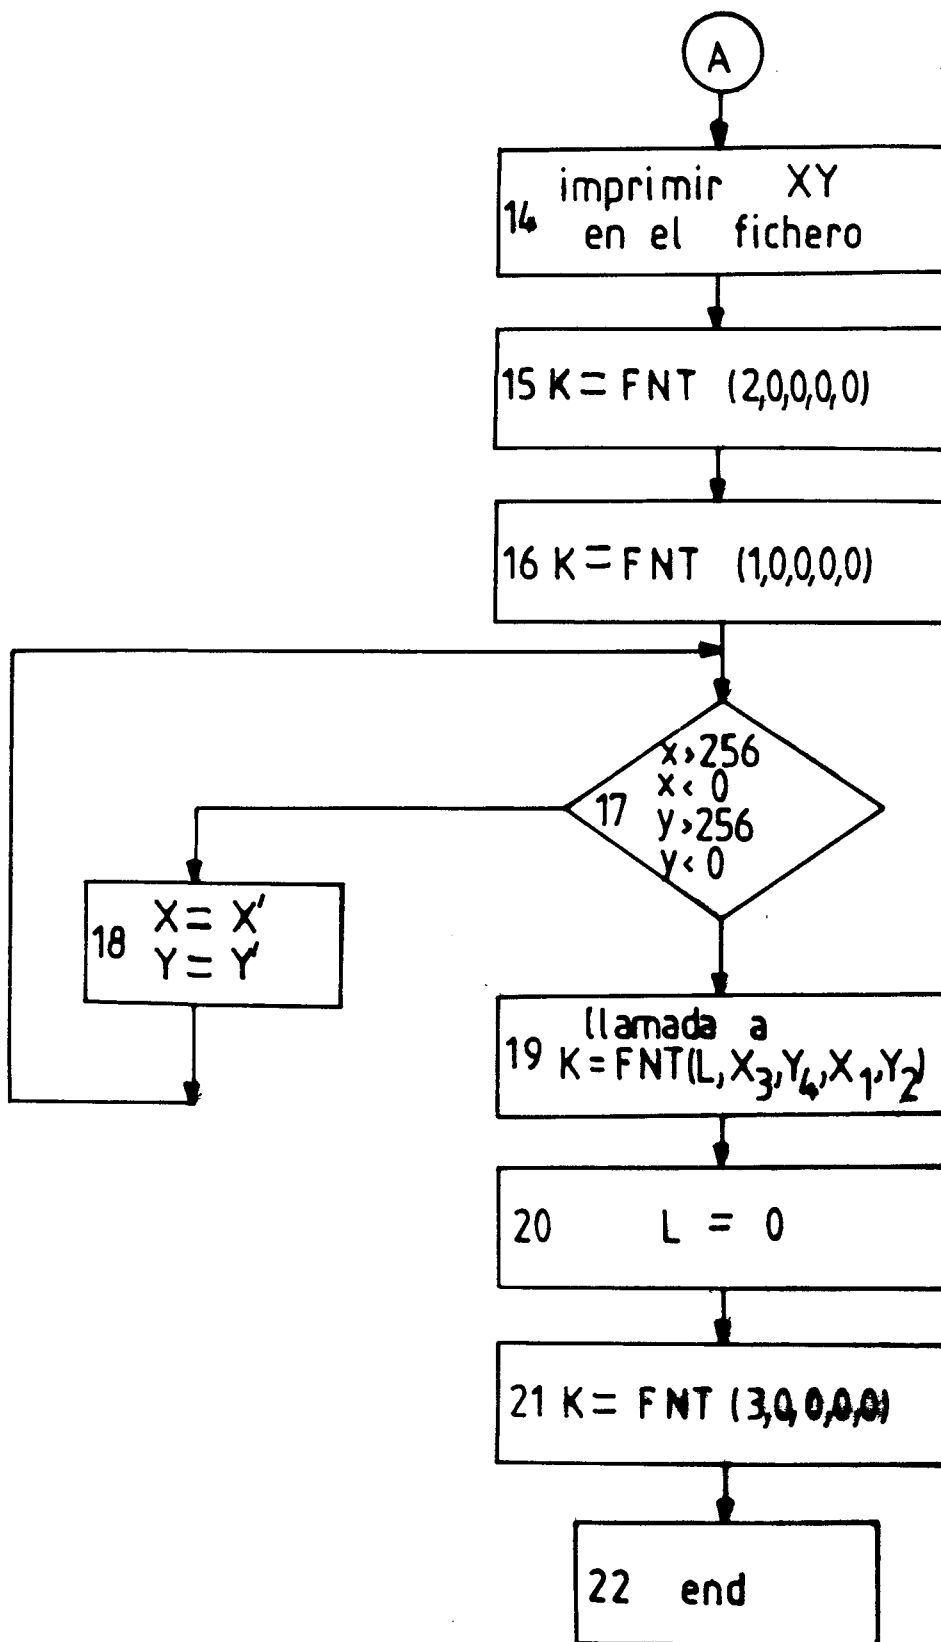 A
14 imprimir XY
en el fichero
15 K = FNT (2,0,0,0,0)
16 K = FNT (1,0,0,0,0)
17
x>256
x<0
y>256
y<0
18
X = X'
Y = Y'
19 llamada a
K=FNT(L,X₃,Y₄,X₁,Y₂)
20 L = 0
21 K = FNT (3,0,0,0,0)
22 end